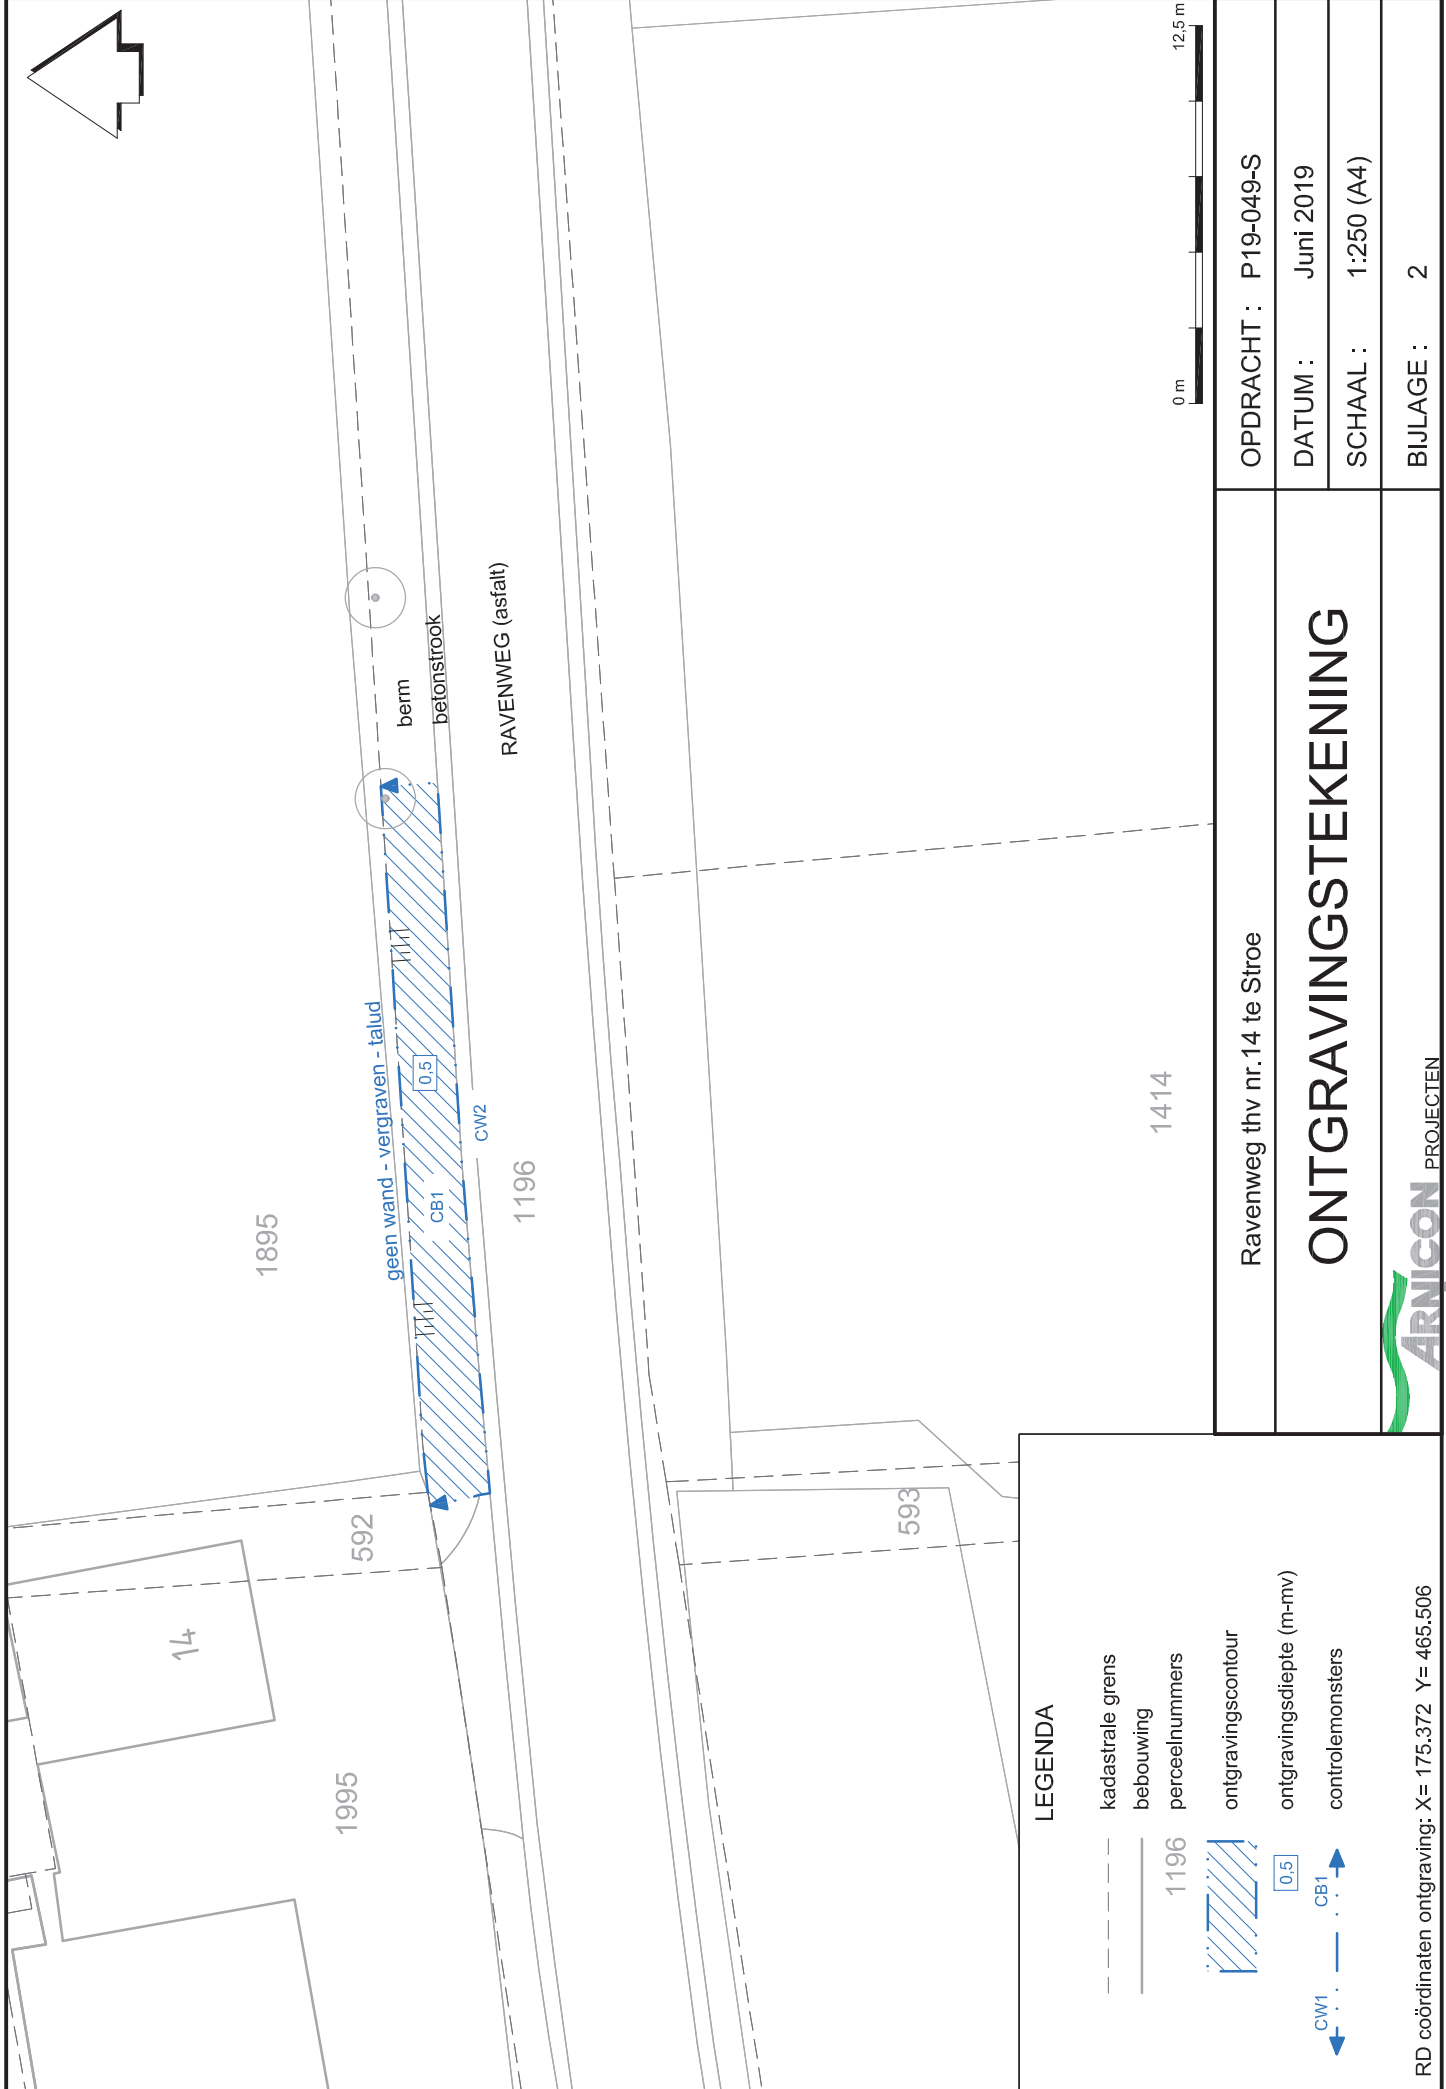 1895
geen wand - vergraven - talud
0,5
CB1
CW2
1196
berm
betonstrook
RAVENWEG (asfalt)
592
14
1995
593
1414
0 m
12,5 m
LEGENDA
kadastrale grens
bebouwing
1196 perceelnummers
ontgravingscontour
0,5 ontgravingsdiepte (m-mv)
CW1 CB1 controlemonsters
RD coördinaten ontgraving: X= 175.372 Y= 465.506
Ravenweg thv nr.14 te Stroe
ONTGRAVINGSTEKENING
ARNICON PROJECTEN
OPDRACHT : P19-049-S
DATUM : Juni 2019
SCHAAL : 1:250 (A4)
BIJLAGE : 2